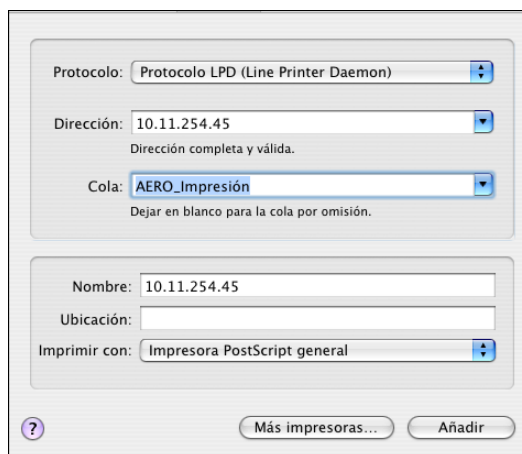 Protocolo: Protocolo LPD (Line Printer Daemon)
Dirección: 10.11.254.45
Dirección completa y válida.
Cola: AERO_Impresión
Dejar en blanco para la cola por omisión.
Nombre: 10.11.254.45
Ubicación:
Imprimir con: Impresora PostScript general
? Más impresoras... Añadir